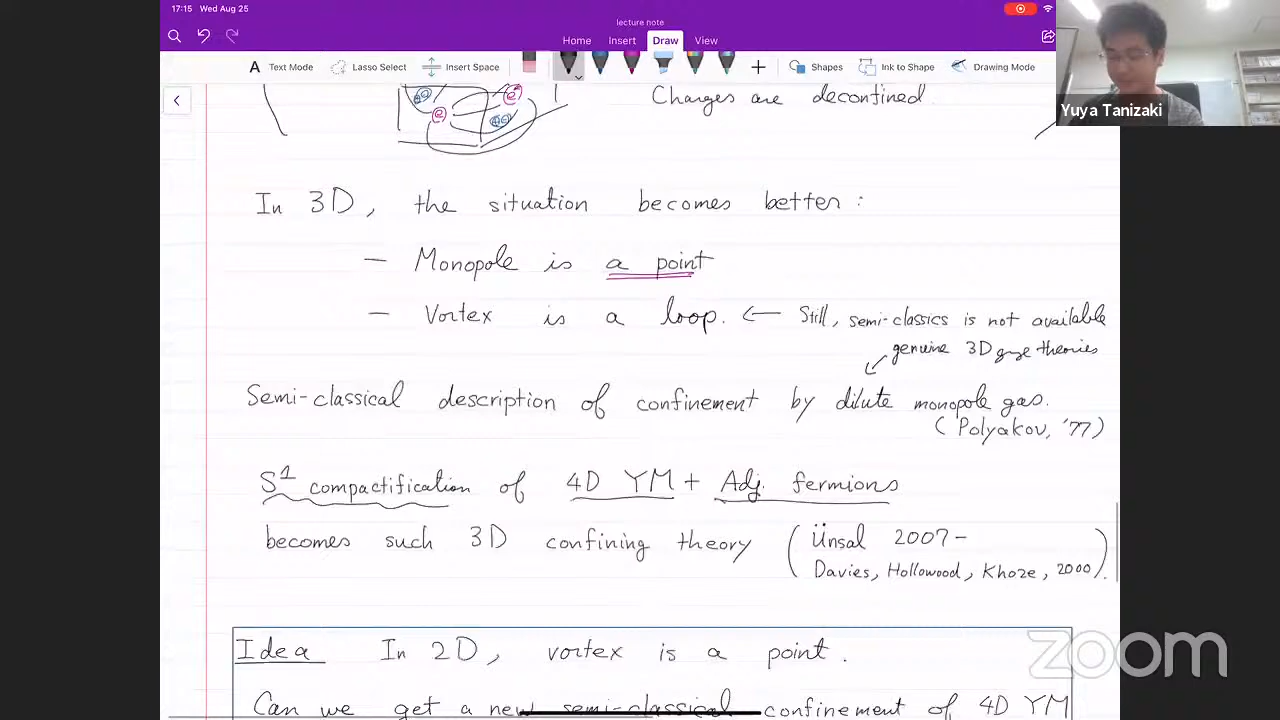 17:15 Wed Aug 25
lecture note
Home Insert Draw View
Text Mode Lasso Select Insert Space Shapes Ink to Shape Drawing Mode
Yuya Tanizaki
Charges are deconfined.
In 3D, the situation becomes better:
— Monopole is a point
— Vortex is a loop. ← Still, semi-classics is not available
genuine 3D gauge theories
Semi-classical description of confinement by dilute monopole gas.
(Polyakov, '77)
S^1 compactification of 4D YM + Adj. fermions
becomes such 3D confining theory (Ünsal 2007–
Davies, Hollowood, Khoze, 2000).
Idea In 2D, vortex is a point.
Can we get a new semi-classical confinement of 4D YM
zoom